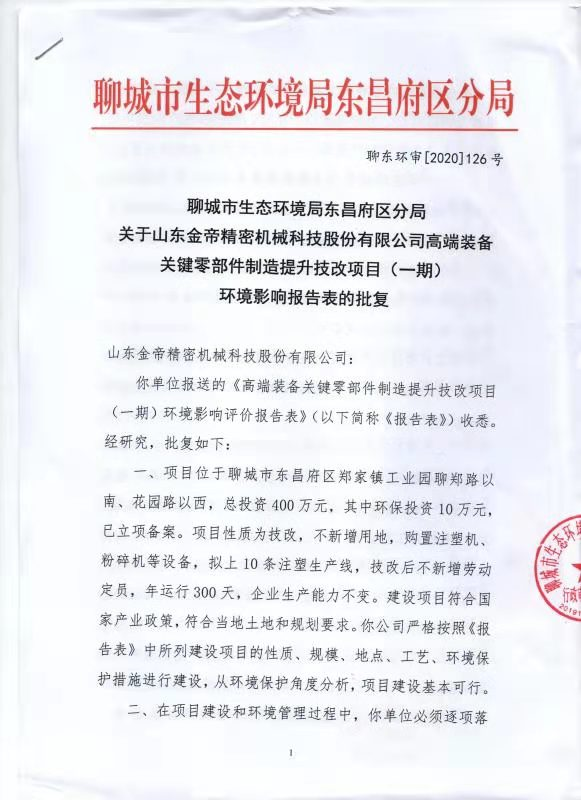 聊城市生态环境局东昌府区分局
聊东环审[2020]126号
聊城市生态环境局东昌府区分局
关于山东金帝精密机械科技股份有限公司高端装备
关键零部件制造提升技改项目（一期）
环境影响报告表的批复
山东金帝精密机械科技股份有限公司：
你单位报送的《高端装备关键零部件制造提升技改项目
（一期）环境影响评价报告表》（以下简称《报告表》）收悉。
经研究，批复如下：
一、项目位于聊城市东昌府区郑家镇工业园聊郑路以
南、花园路以西，总投资400万元，其中环保投资10万元，
已立项备案。项目性质为技改，不新增用地，购置注塑机、
粉碎机等设备，拟上10条注塑生产线，技改后不新增劳动
定员，年运行300天，企业生产能力不变。建设项目符合国
家产业政策，符合当地土地和规划要求。你公司严格按照《报
告表》中所列建设项目的性质、规模、地点、工艺、环境保
护措施进行建设，从环境保护角度分析，项目建设基本可行。
二、在项目建设和环境管理过程中，你单位必须逐项落
1
聊城市生态环境
行政